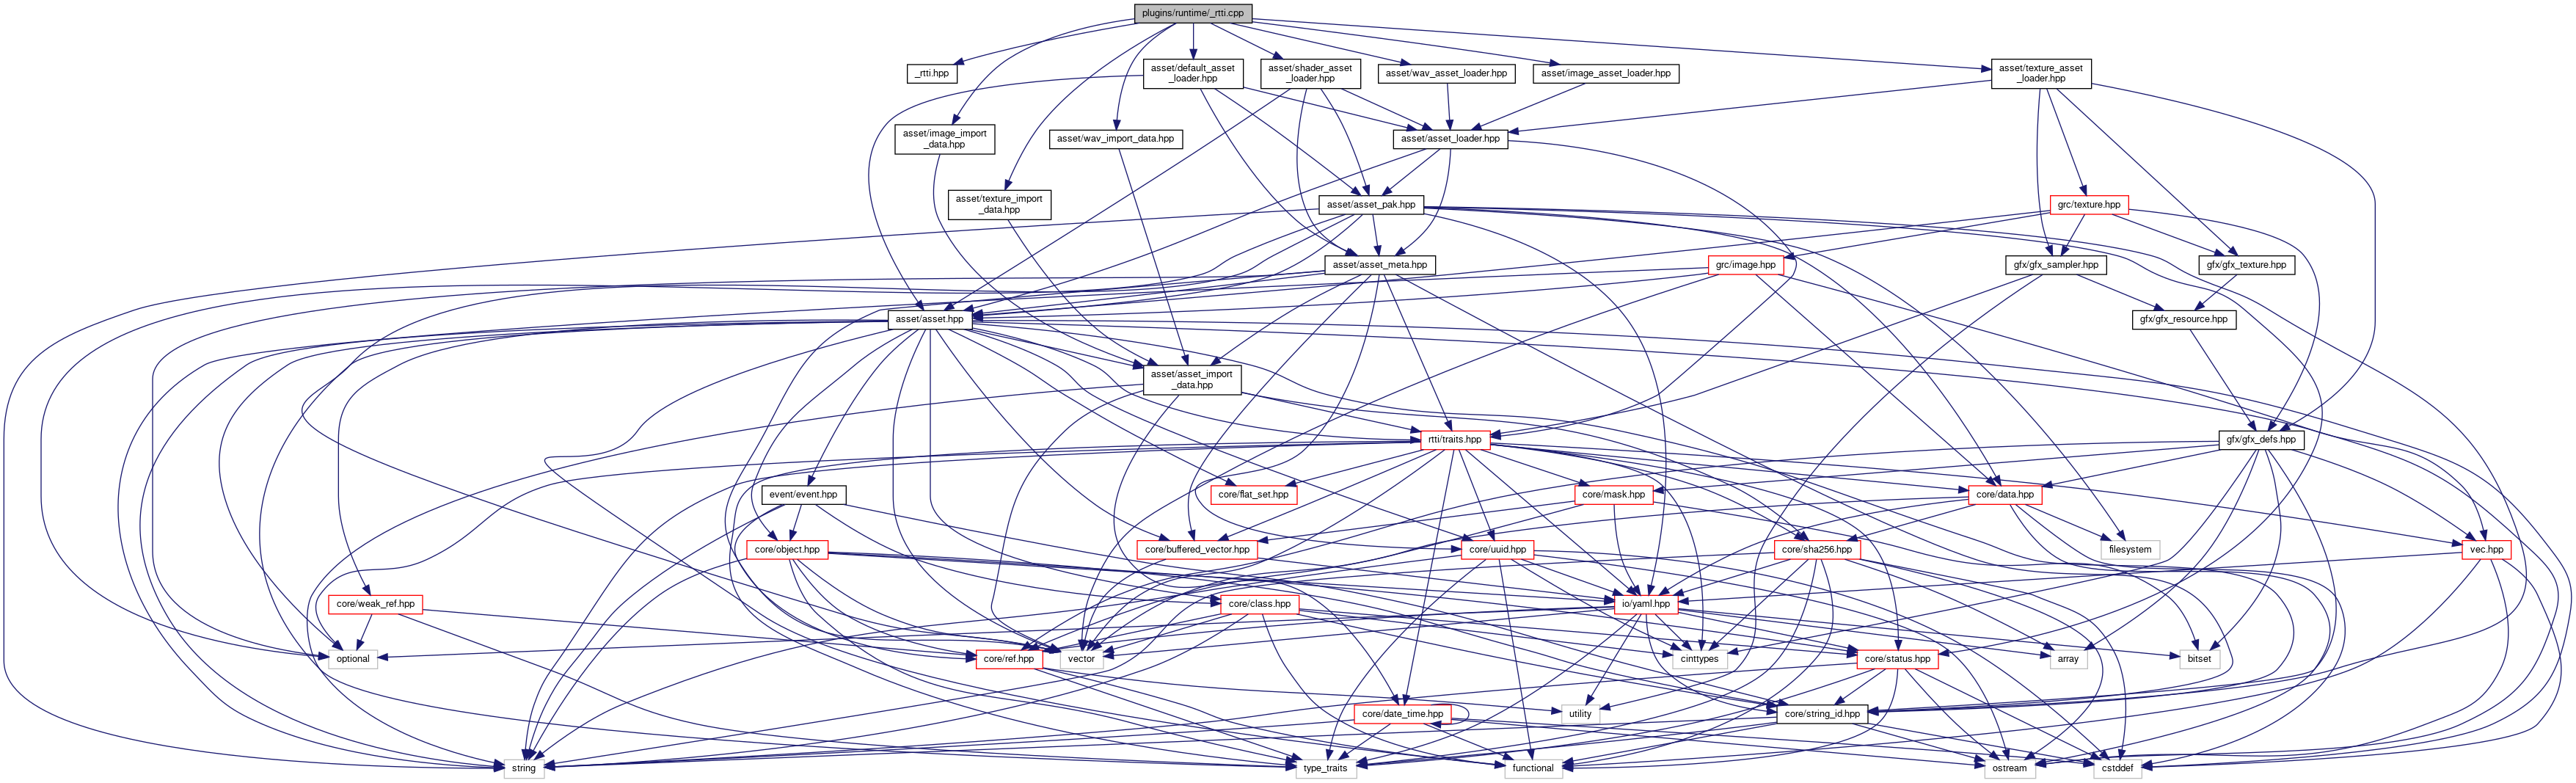 plugins/runtime/_rtti.cpp
_rtti.hpp
asset/default_asset
_loader.hpp
asset/shader_asset
_loader.hpp
asset/wav_asset_loader.hpp
asset/image_asset_loader.hpp
asset/texture_asset
_loader.hpp
asset/image_import
_data.hpp
asset/wav_import_data.hpp
asset/asset_loader.hpp
asset/texture_import
_data.hpp
asset/asset_pak.hpp
grc/texture.hpp
asset/asset_meta.hpp
grc/image.hpp
gfx/gfx_sampler.hpp
gfx/gfx_texture.hpp
asset/asset.hpp
gfx/gfx_resource.hpp
asset/asset_import
_data.hpp
rtti/traits.hpp
gfx/gfx_defs.hpp
event/event.hpp
core/flat_set.hpp
core/mask.hpp
core/data.hpp
core/object.hpp
core/buffered_vector.hpp
core/uuid.hpp
core/sha256.hpp
filesystem
vec.hpp
core/weak_ref.hpp
core/class.hpp
io/yaml.hpp
optional
core/ref.hpp
vector
cinttypes
core/status.hpp
array
bitset
core/date_time.hpp
utility
core/string_id.hpp
string
type_traits
functional
ostream
cstddef